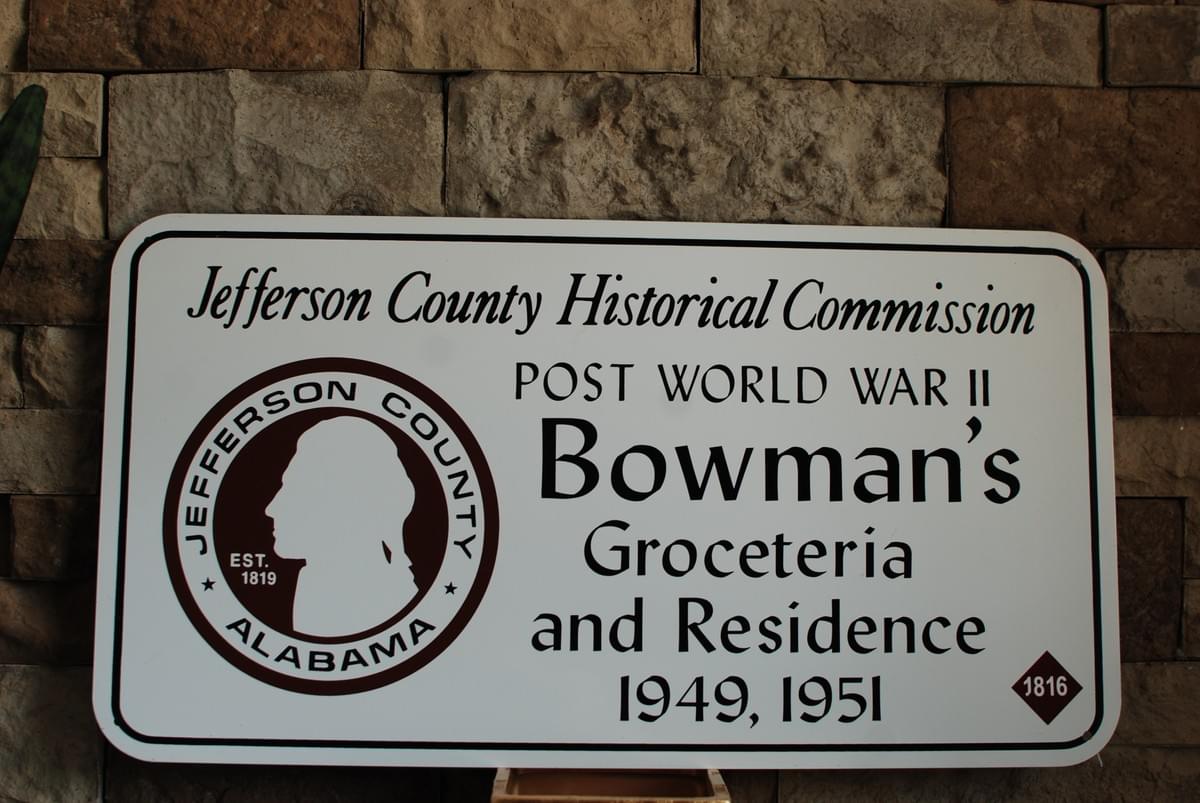 Jefferson County Historical Commission
JEFFERSON COUNTY
EST.
1819
★ ALABAMA ★
POST WORLD WAR II
Bowman's
Groceteria
and Residence
1949, 1951
1816